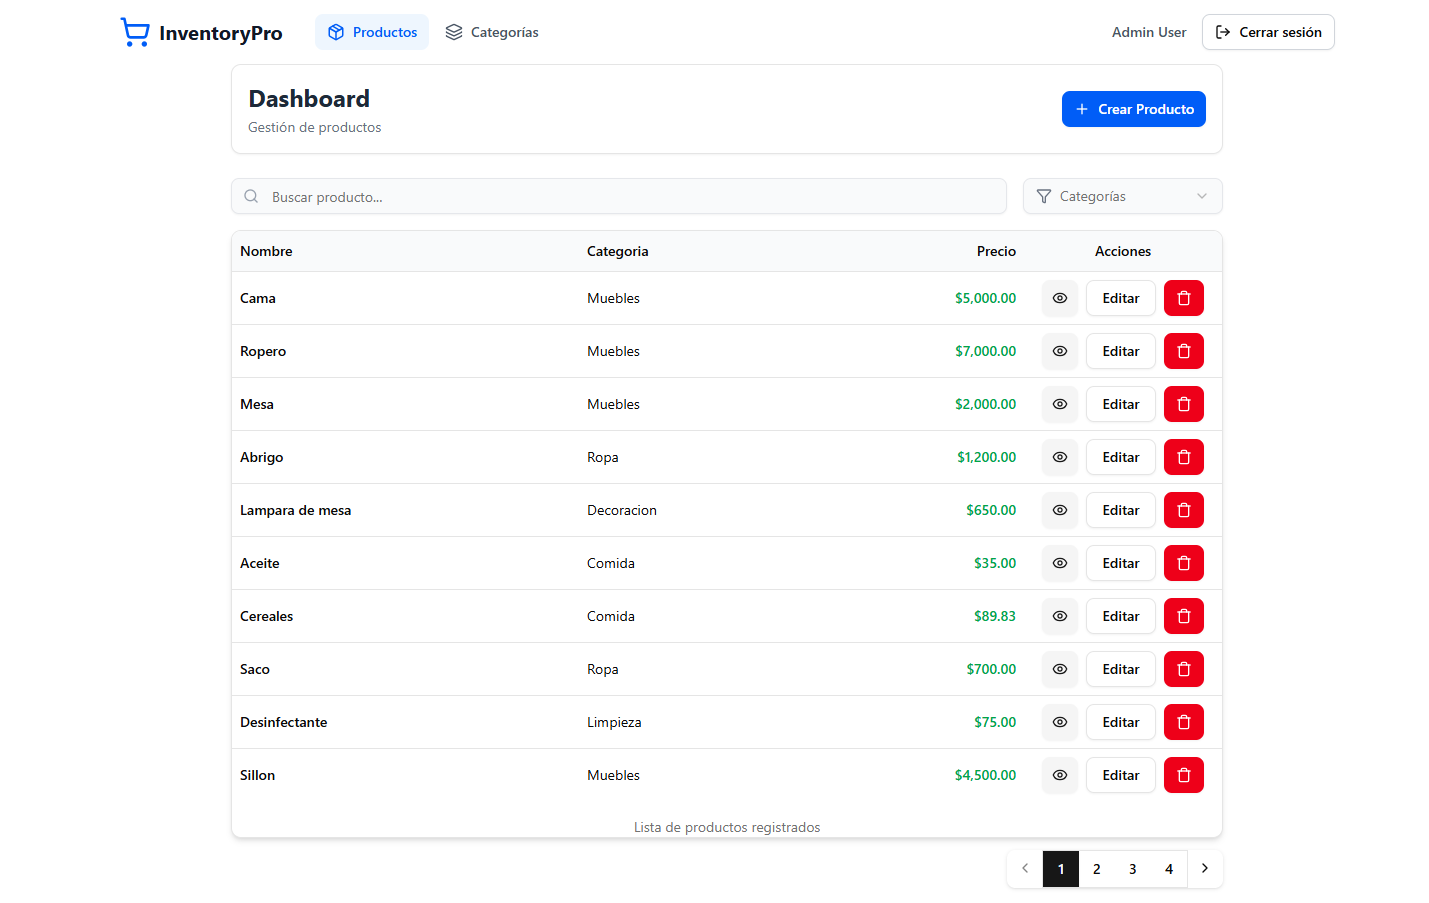 InventoryPro Productos Categorías Admin User Cerrar sesión
Dashboard
Gestión de productos
Crear Producto
Buscar producto... Categorías
Nombre Categoria Precio Acciones
Cama Muebles $5,000.00 Editar
Ropero Muebles $7,000.00 Editar
Mesa Muebles $2,000.00 Editar
Abrigo Ropa $1,200.00 Editar
Lampara de mesa Decoracion $650.00 Editar
Aceite Comida $35.00 Editar
Cereales Comida $89.83 Editar
Saco Ropa $700.00 Editar
Desinfectante Limpieza $75.00 Editar
Sillon Muebles $4,500.00 Editar
Lista de productos registrados
1 2 3 4